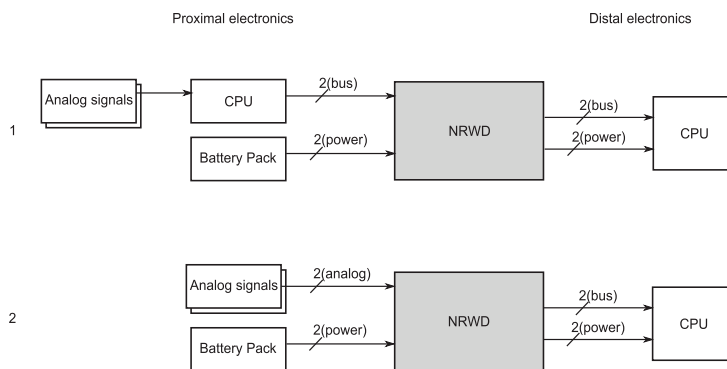 Proximal electronics
Distal electronics
1
Analog signals
CPU
2(bus)
Battery Pack
2(power)
NRWD
2(bus)
2(power)
CPU
2
Analog signals
2(analog)
Battery Pack
2(power)
NRWD
2(bus)
2(power)
CPU